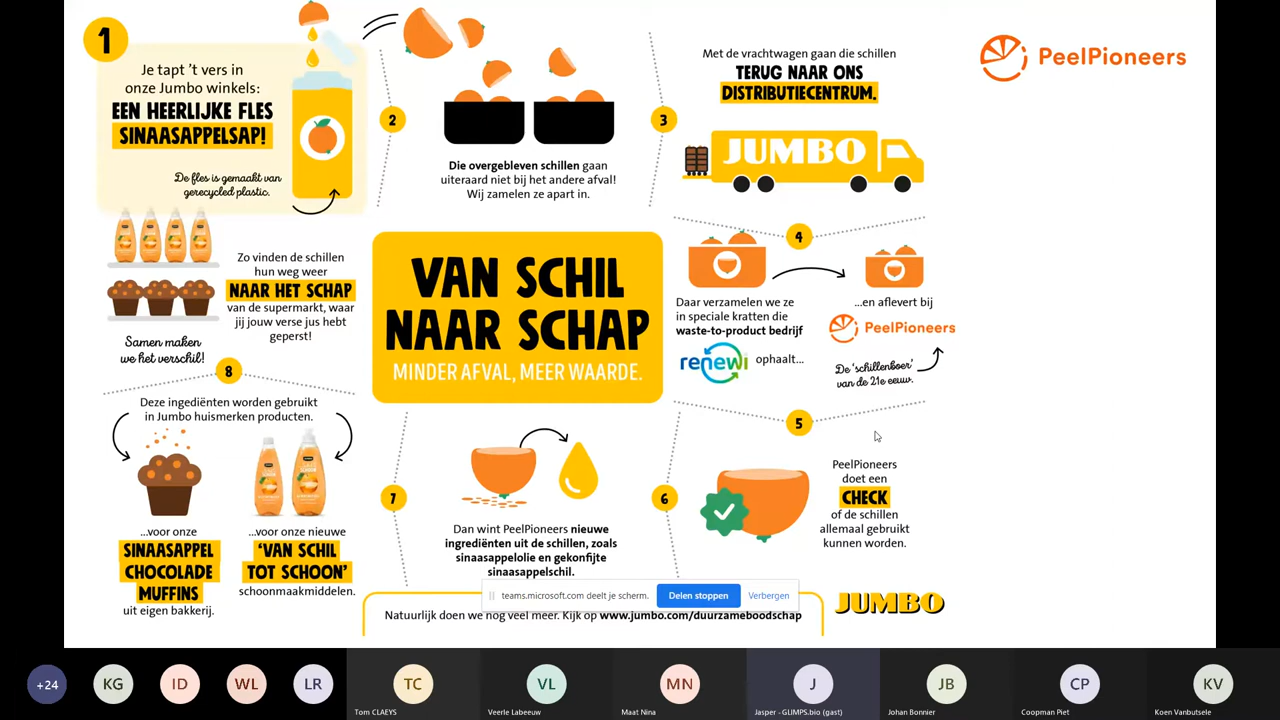 1
Je tapt 't vers in
onze Jumbo winkels:
EEN HEERLIJKE FLES
SINAASAPPELSAP!
De fles is gemaakt van
gerecycled plastic.
2
Die overgebleven schillen gaan
uiteraard niet bij het andere afval!
Wij zamelen ze apart in.
3
Met de vrachtwagen gaan die schillen
TERUG NAAR ONS
DISTRIBUTIECENTRUM.
JUMBO
PeelPioneers
4
Daar verzamelen we ze
in speciale kratten die
waste-to-product bedrijf
renewi ophaalt...
...en aflevert bij
PeelPioneers
De 'schillenboer'
van de 21e eeuw.
VAN SCHIL
NAAR SCHAP
MINDER AFVAL, MEER WAARDE.
5
PeelPioneers
doet een
CHECK
of de schillen
allemaal gebruikt
kunnen worden.
6
Dan wint PeelPioneers nieuwe
ingrediënten uit de schillen, zoals
sinaasappelolie en gekonfijte
sinaasappelschil.
7
Deze ingediënten worden gebruikt
in Jumbo huismerken producten.
...voor onze
SINAASAPPEL
CHOCOLADE
MUFFINS
uit eigen bakkerij.
...voor onze nieuwe
'VAN SCHIL
TOT SCHOON'
schoonmaakmiddelen.
8
Zo vinden de schillen
hun weg weer
NAAR HET SCHAP
van de supermarkt, waar
jij jouw verse jus hebt
geperst!
Samen maken
we het verschil!
teams.microsoft.com deelt je scherm.
Delen stoppen
Verbergen
Natuurlijk doen we nog veel meer. Kijk op www.jumbo.com/duurzameboodschap
JUMBO
+24
KG
ID
WL
LR
TC
Tom CLAEYS
VL
Veerle Labeeuw
MN
Maat Nina
J
Jasper - GLIMPS.bio (gast)
JB
Johan Bonnier
CP
Coopman Piet
KV
Koen Vanbutsele